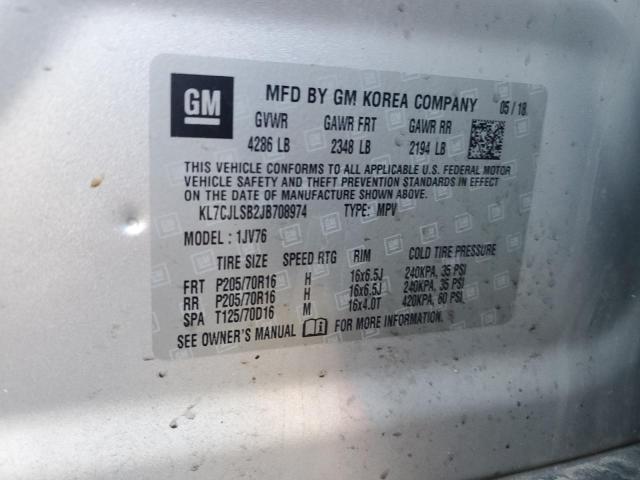 GM MFD BY GM KOREA COMPANY 05/18
GVWR GAWR FRT GAWR RR
4286 LB 2348 LB 2194 LB
THIS VEHICLE CONFORMS TO ALL APPLICABLE U.S. FEDERAL MOTOR
VEHICLE SAFETY AND THEFT PREVENTION STANDARDS IN EFFECT
ON THE DATE OF MANUFACTURE SHOWN ABOVE.
KL7CJLSB2JB708974 TYPE: MPV
MODEL: 1JV76
TIRE SIZE SPEED RTG RIM COLD TIRE PRESSURE
FRT P205/70R16 H 16x6.5J 240KPA, 35 PSI
RR P205/70R16 H 16x6.5J 240KPA, 35 PSI
SPA T125/70D16 M 16x4.0T 420KPA, 60 PSI
SEE OWNER'S MANUAL FOR MORE INFORMATION.